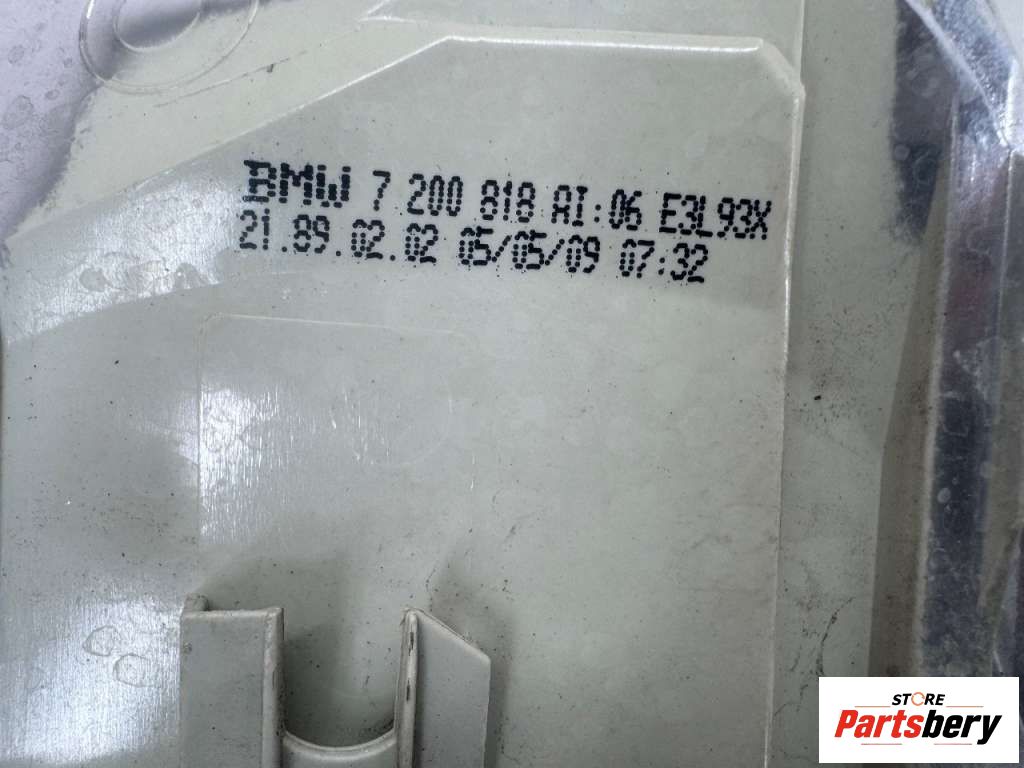 BMW 7 200 818 AI:06 E3L93X
21.89.02.02 05/05/09 07:32
STORE
Partsbery